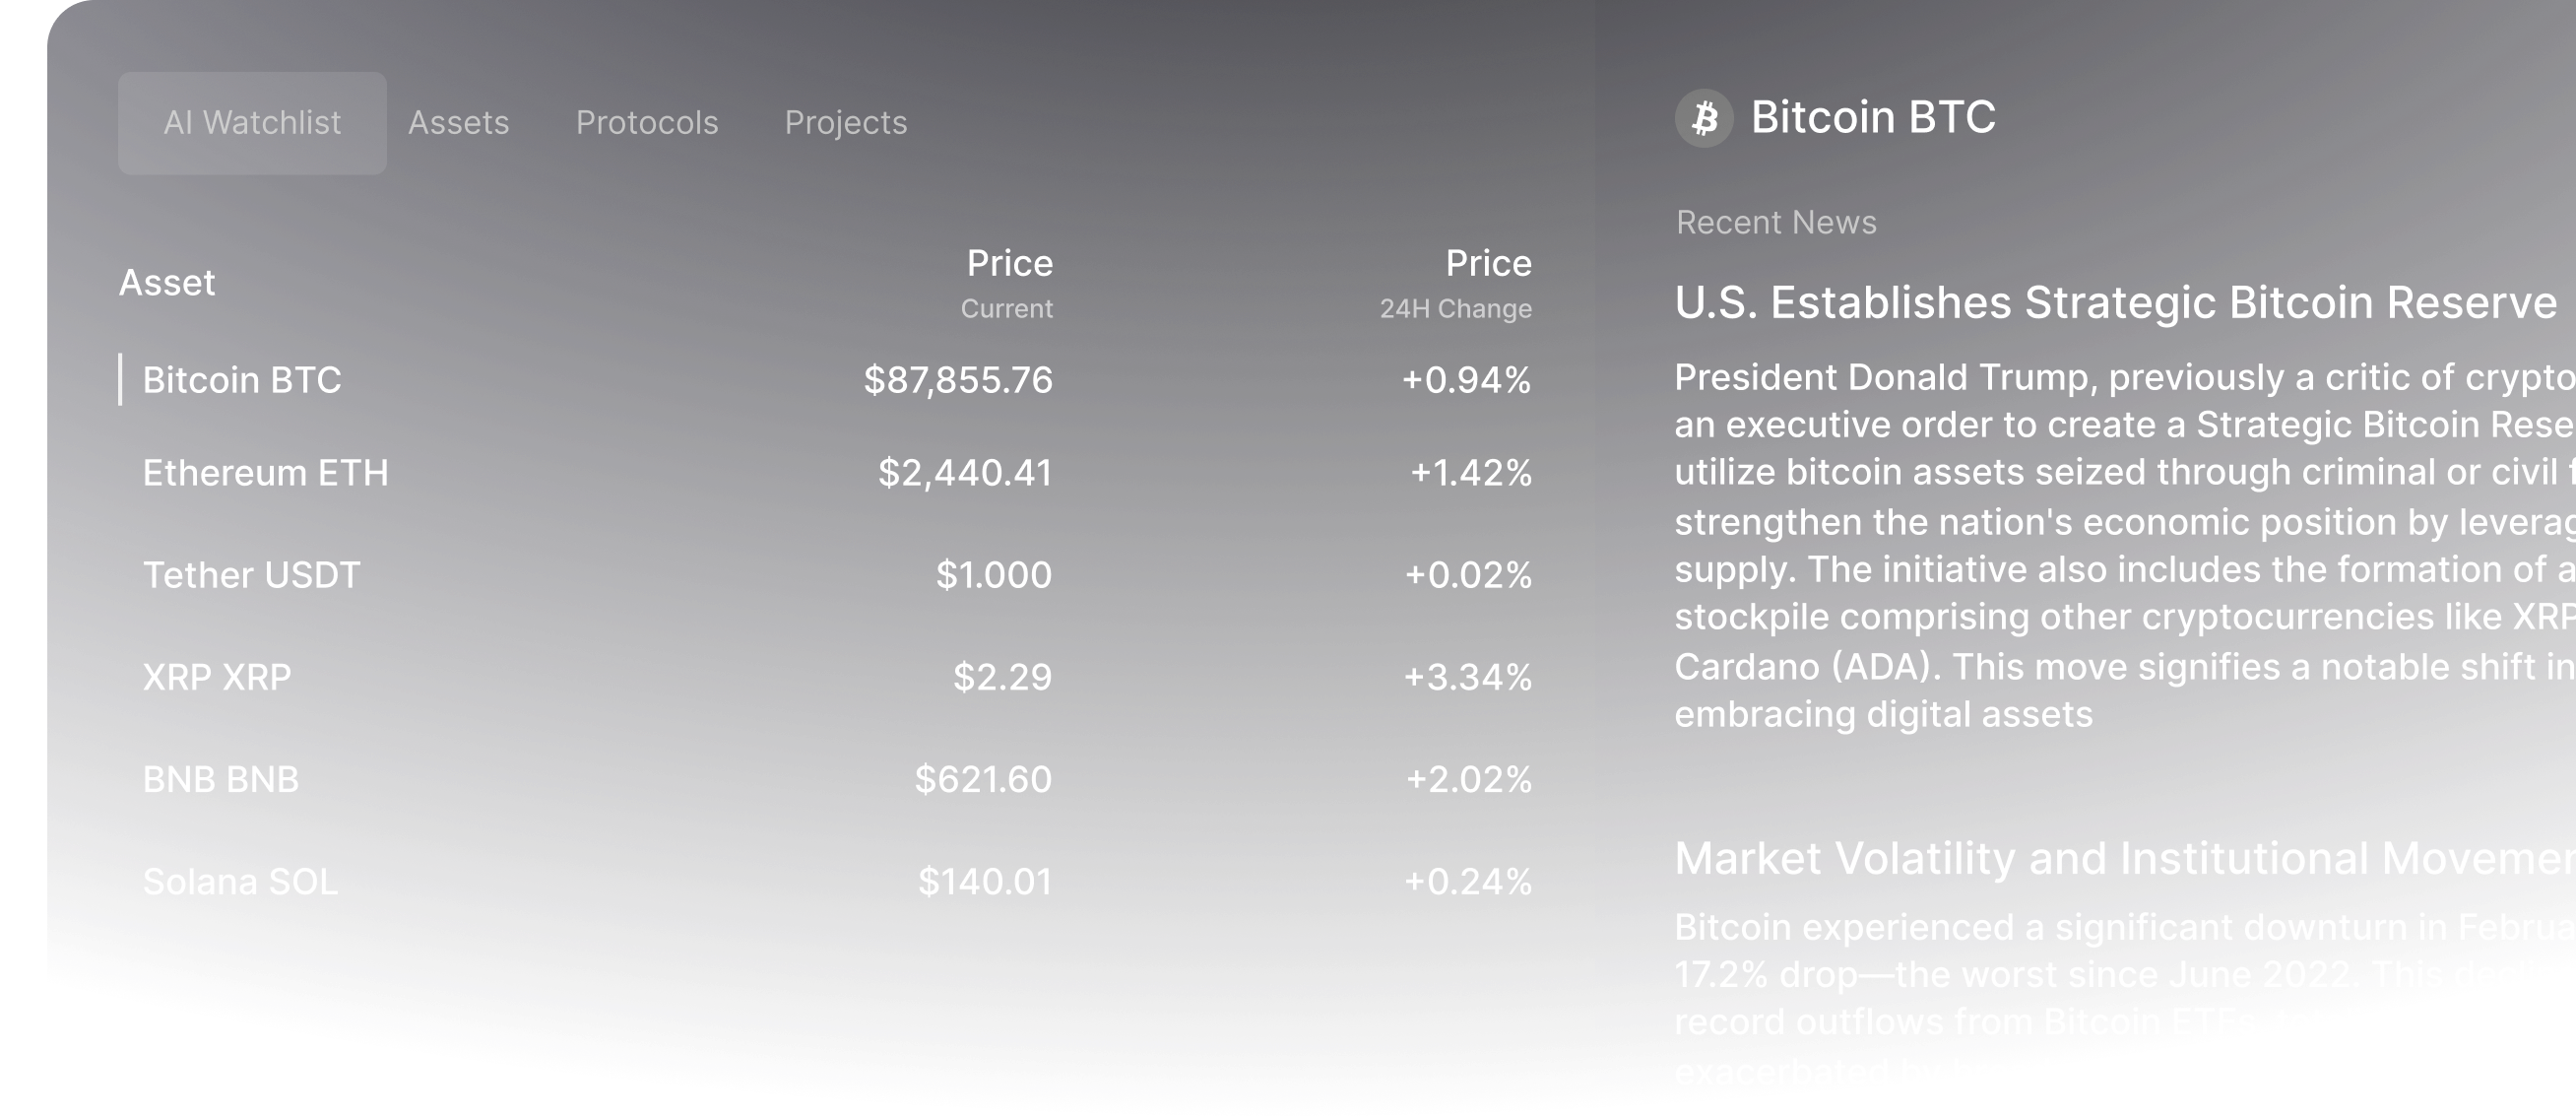 AI Watchlist Assets Protocols Projects
Asset Price Price
Current 24H Change
Bitcoin BTC $87,855.76 +0.94%
Ethereum ETH $2,440.41 +1.42%
Tether USDT $1.000 +0.02%
XRP XRP $2.29 +3.34%
BNB BNB $621.60 +2.02%
Solana SOL $140.01 +0.24%
Bitcoin BTC
Recent News
U.S. Establishes Strategic Bitcoin Reserve
President Donald Trump, previously a critic of crypto
an executive order to create a Strategic Bitcoin Rese
utilize bitcoin assets seized through criminal or civil
strengthen the nation's economic position by leverag
supply. The initiative also includes the formation of a
stockpile comprising other cryptocurrencies like XRP
Cardano (ADA). This move signifies a notable shift in
embracing digital assets
Market Volatility and Institutional Movemen
Bitcoin experienced a significant downturn in Februa
17.2% drop—the worst since June 2022. This
record outflows from Bitcoin ETFs
exacerbated by